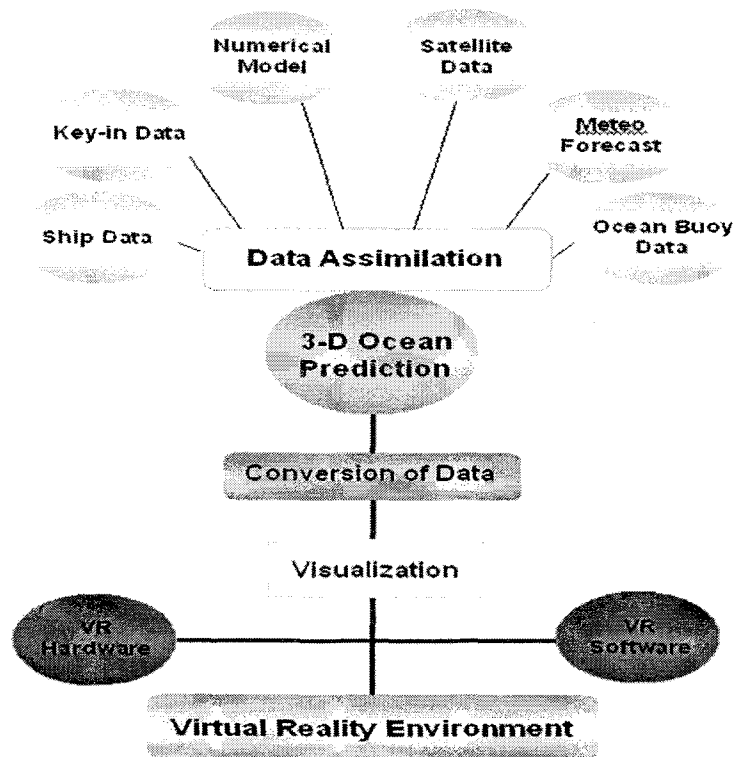 Numerical
Model
Satellite
Data
Key-in Data
Meteo
Forecast
Ship Data
Ocean Buoy
Data
Data Assimilation
3-D Ocean
Prediction
Conversion of Data
Visualization
VR
Hardware
VR
Software
Virtual Reality Environment